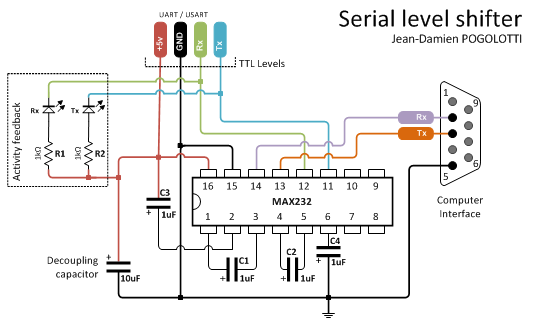 Serial level shifter
Jean-Damien POGOLOTTI
UART / USART
+5v
GND
Rx
Tx
TTL Levels
Activity feedback
Rx
Tx
1kΩ
R1
1kΩ
R2
1
9
Rx
Tx
6
5
Computer
Interface
C3
+
1uF
16 15 14 13 12 11 10 9
MAX232
1 2 3 4 5 6 7 8
C1
+
1uF
C2
+
1uF
C4
+
1uF
Decoupling
capacitor
+
10uF